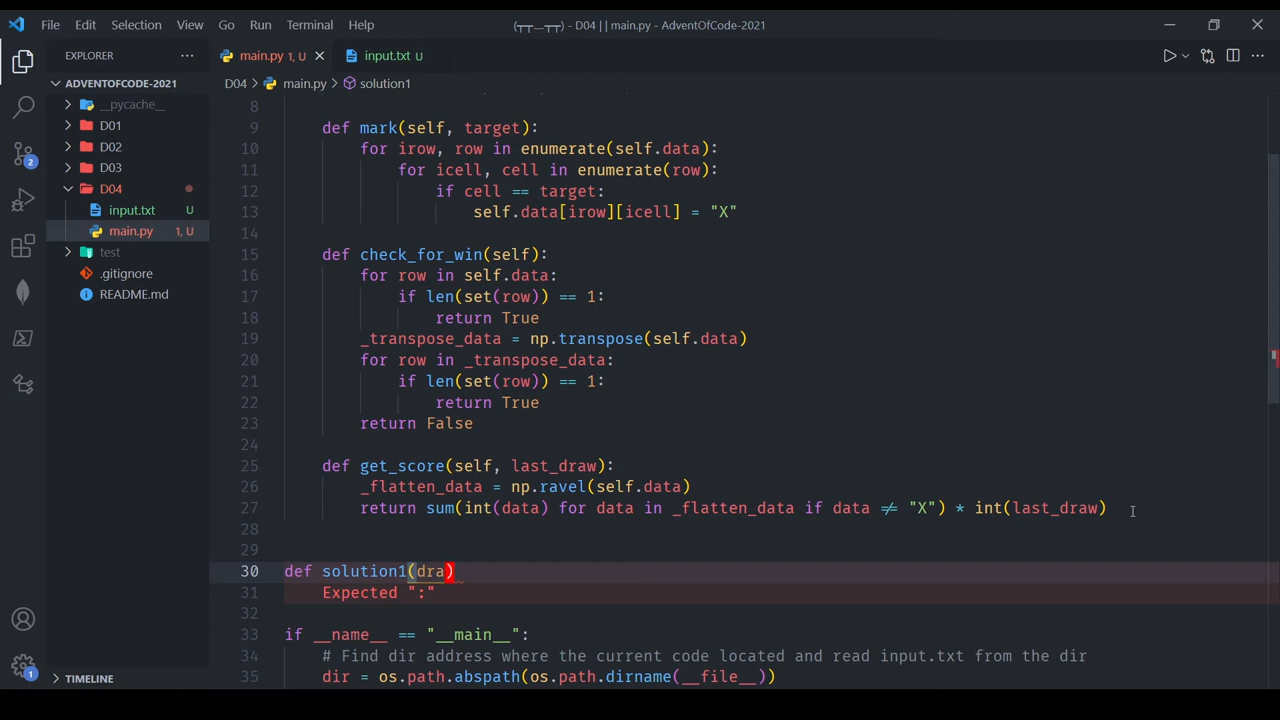 File Edit Selection View Go Run Terminal Help (┬┬﹏┬┬) - D04 || main.py - AdventOfCode-2021
EXPLORER ···
main.py 1, U
input.txt U
ADVENTOFCODE-2021
D04 > main.py > solution1
__pycache__
D01
D02
D03
D04
input.txt U
main.py 1, U
test
.gitignore
README.md
2
8
9 def mark(self, target):
10 for irow, row in enumerate(self.data):
11 for icell, cell in enumerate(row):
12 if cell == target:
13 self.data[irow][icell] = "X"
14
15 def check_for_win(self):
16 for row in self.data:
17 if len(set(row)) == 1:
18 return True
19 _transpose_data = np.transpose(self.data)
20 for row in _transpose_data:
21 if len(set(row)) == 1:
22 return True
23 return False
24
25 def get_score(self, last_draw):
26 _flatten_data = np.ravel(self.data)
27 return sum(int(data) for data in _flatten_data if data ≠ "X") * int(last_draw)
28
29
30 def solution1(dra)
31 Expected ":"
32
33 if __name__ == "__main__":
34 # Find dir address where the current code located and read input.txt from the dir
35 dir = os.path.abspath(os.path.dirname(__file__))
1
TIMELINE